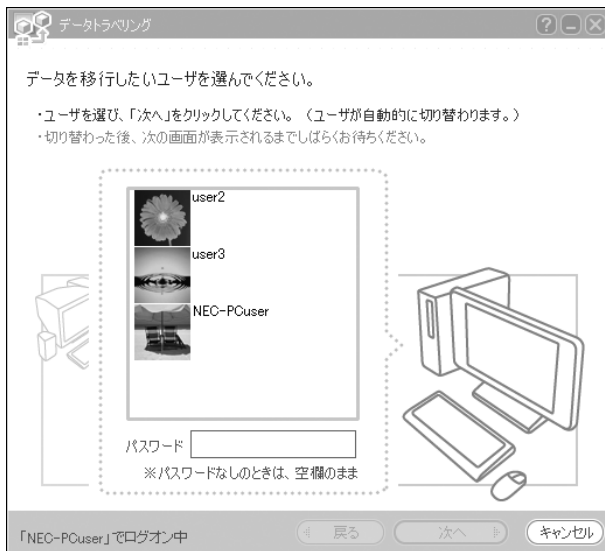 データトラベリング
データを移行したいユーザを選んでください。
・ユーザを選び、「次へ」をクリックしてください。（ユーザが自動的に切り替わります。）
・切り替わった後、次の画面が表示されるまでしばらくお待ちください。
user2
user3
NEC-PCuser
パスワード
※パスワードなしのときは、空欄のまま
「NEC-PCuser」でログオン中
戻る
次へ
キャンセル